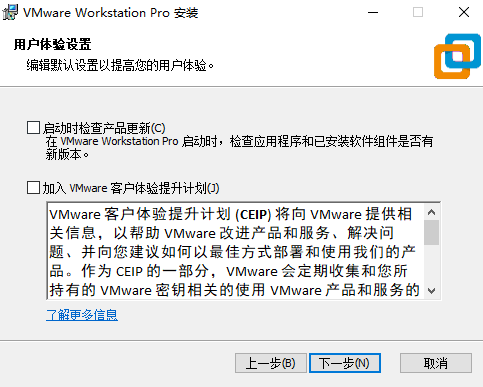 VMware Workstation Pro 安装
用户体验设置
编辑默认设置以提高您的用户体验。
启动时检查产品更新(C)
在 VMware Workstation Pro 启动时，检查应用程序和已安装软件组件是否有
新版本。
加入 VMware 客户体验提升计划(J)
VMware 客户体验提升计划 (CEIP) 将向 VMware 提供相
关信息，以帮助 VMware 改进产品和服务、解决问
题、并向您建议如何以最佳方式部署和使用我们的产
品。作为 CEIP 的一部分，VMware 会定期收集和您所
持有的 VMware 密钥相关的使用 VMware 产品和服务的
了解更多信息
上一步(B) 下一步(N) 取消